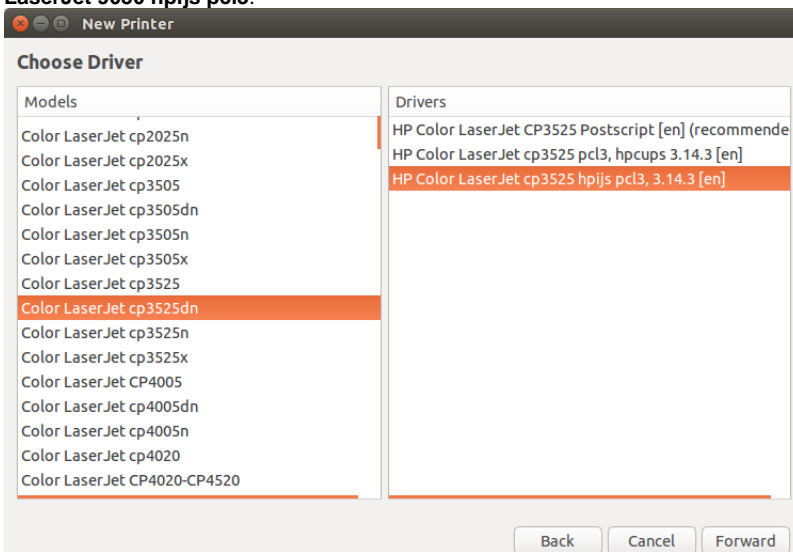 LaserJet hpijs pcl3.
New Printer
Choose Driver
Models
Color LaserJet cp2025n
Color LaserJet cp2025x
Color LaserJet cp3505
Color LaserJet cp3505dn
Color LaserJet cp3505n
Color LaserJet cp3505x
Color LaserJet cp3525
Color LaserJet cp3525dn
Color LaserJet cp3525n
Color LaserJet cp3525x
Color LaserJet CP4005
Color LaserJet cp4005dn
Color LaserJet cp4005n
Color LaserJet cp4020
Color LaserJet CP4020-CP4520
Drivers
HP Color LaserJet CP3525 Postscript [en] (recommende
HP Color LaserJet cp3525 pcl3, hpcups 3.14.3 [en]
HP Color LaserJet cp3525 hpijs pcl3, 3.14.3 [en]
Back
Cancel
Forward